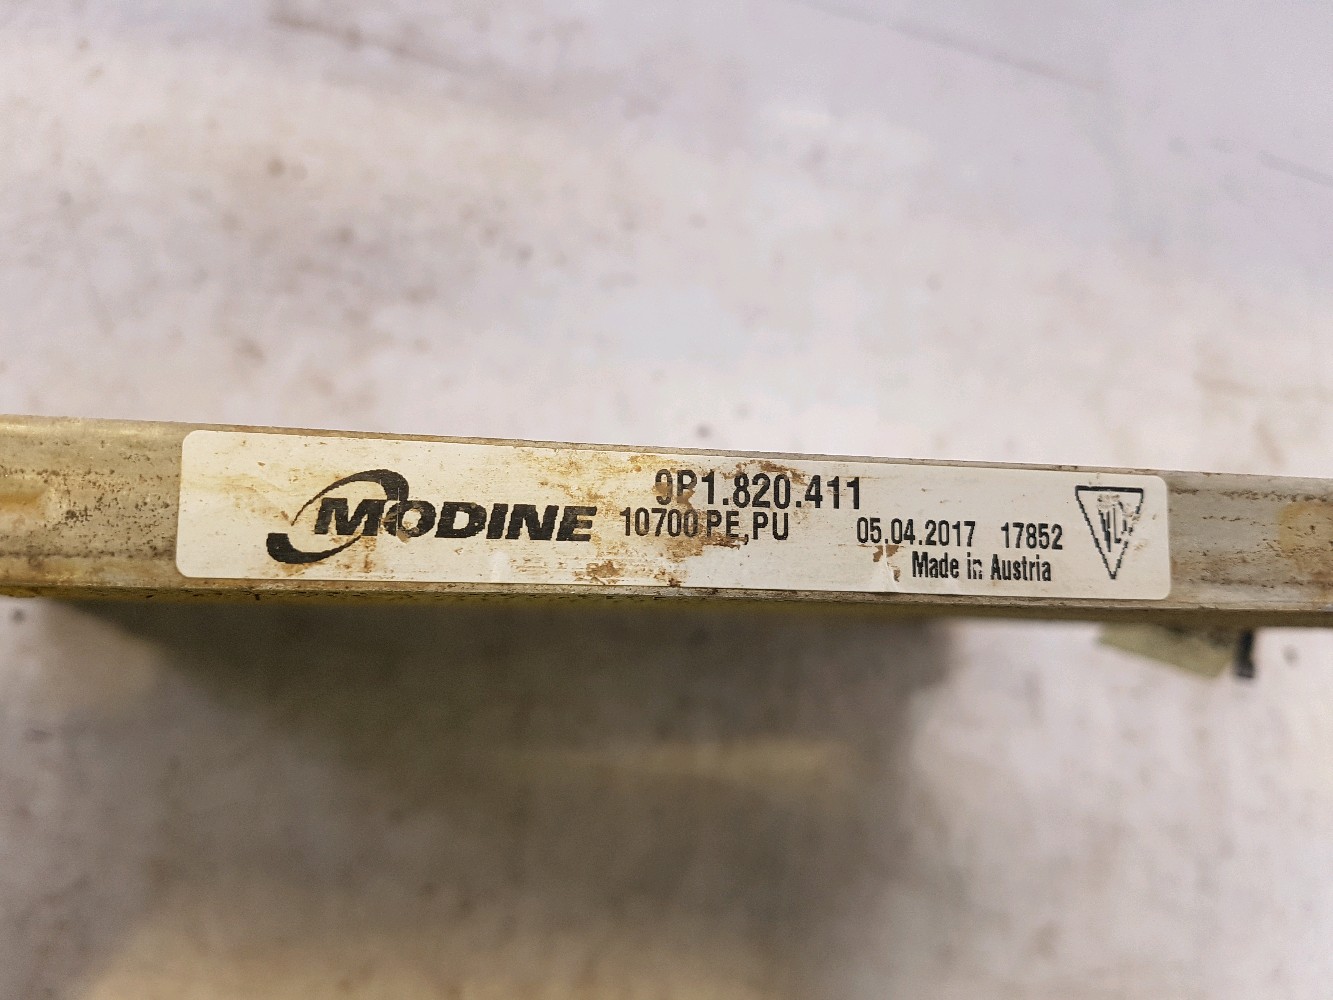 MODINE
9P1.820.411
10700 PE,PU
05.04.2017 17852
Made in Austria